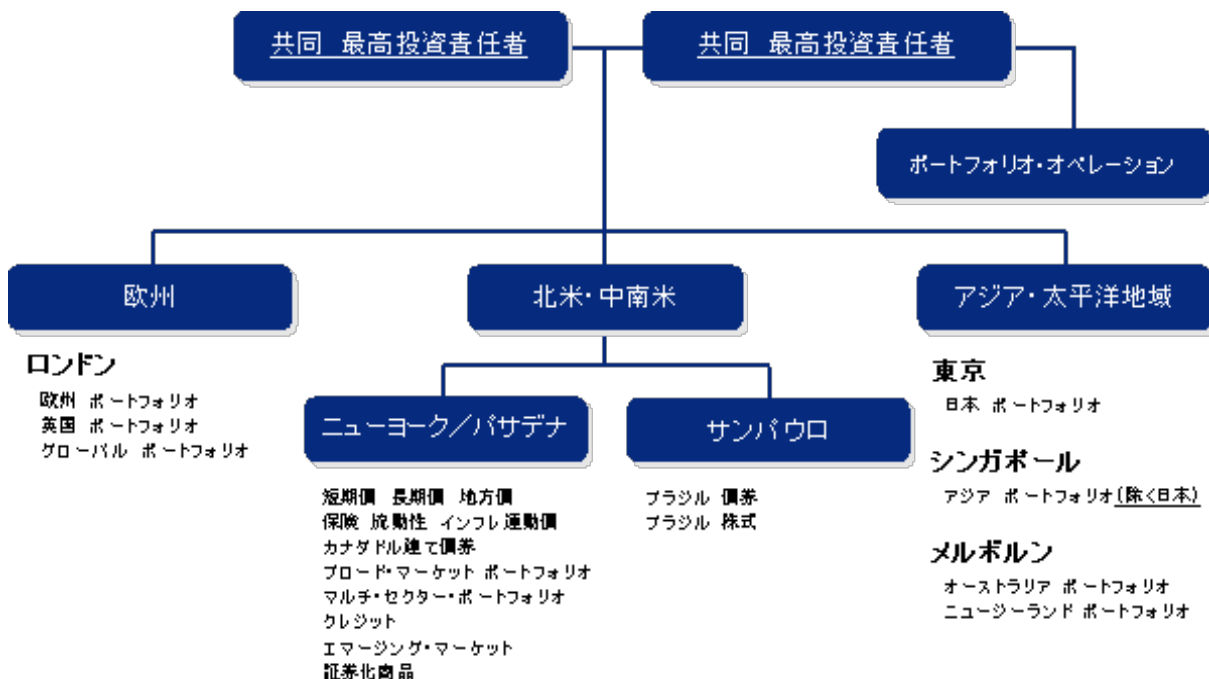 共同 最高投資責任者
共同 最高投資責任者
ポートフォリオ・オペレーション
欧州
北米・中南米
アジア・太平洋地域
ロンドン
欧州 ポートフォリオ
英国 ポートフォリオ
グローバル ポートフォリオ
ニューヨーク／パサデナ
短期債 長期債 地方債
保険 流動性 インフレ連動債
カナダドル建て債券
ブロード・マーケット ポートフォリオ
マルチ・セクター・ポートフォリオ
クレジット
エマージング・マーケット
証券化商品
サンパウロ
ブラジル 債券
ブラジル 株式
東京
日本 ポートフォリオ
シンガポール
アジア ポートフォリオ(除く日本)
メルボルン
オーストラリア ポートフォリオ
ニュージーランド ポートフォリオ